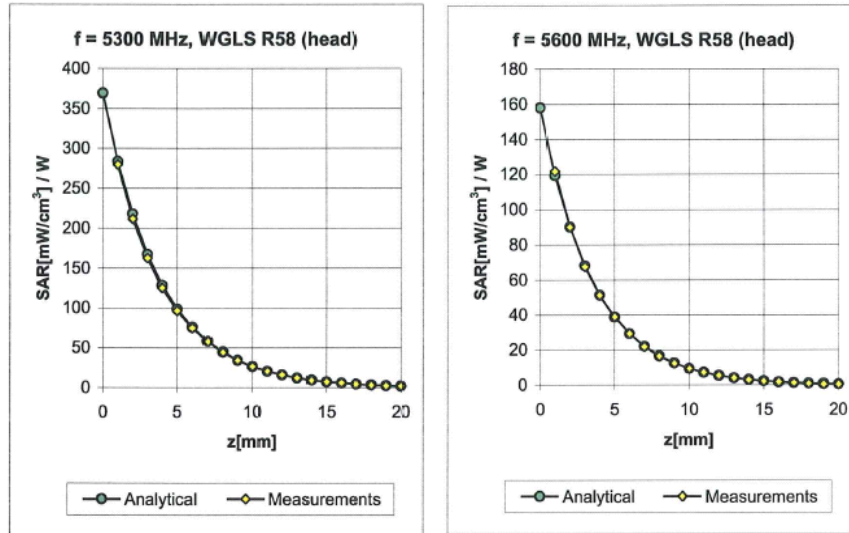 f = 5300 MHz, WGLS R58 (head)
400
350
300
250
200
150
100
50
0
SAR[mW/cm³] / W
0 5 10 15 20
z[mm]
Analytical Measurements
f = 5600 MHz, WGLS R58 (head)
180
160
140
120
100
80
60
40
20
0
SAR[mW/cm³] / W
0 5 10 15 20
z[mm]
Analytical Measurements